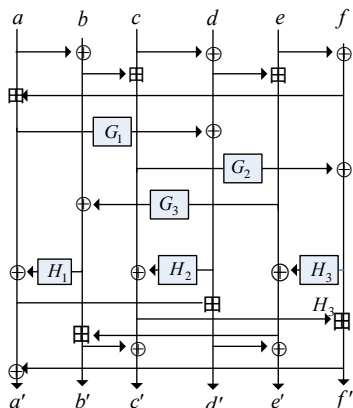 a b c d e f
G₁
G₂
G₃
H₁ H₂ H₃
H₃
a′ b′ c′ d′ e′ f′